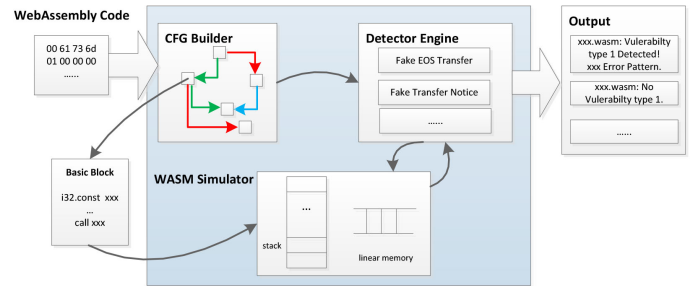 WebAssembly Code
00 61 73 6d
01 00 00 00
......
CFG Builder
Detector Engine
Fake EOS Transfer
Fake Transfer Notice
......
Output
xxx.wasm: Vulerabilty
type 1 Detected!
xxx Error Pattern.
xxx.wasm: No
Vulerabilty type 1.
......
Basic Block
i32.const xxx
...
call xxx
WASM Simulator
...
stack
linear memory